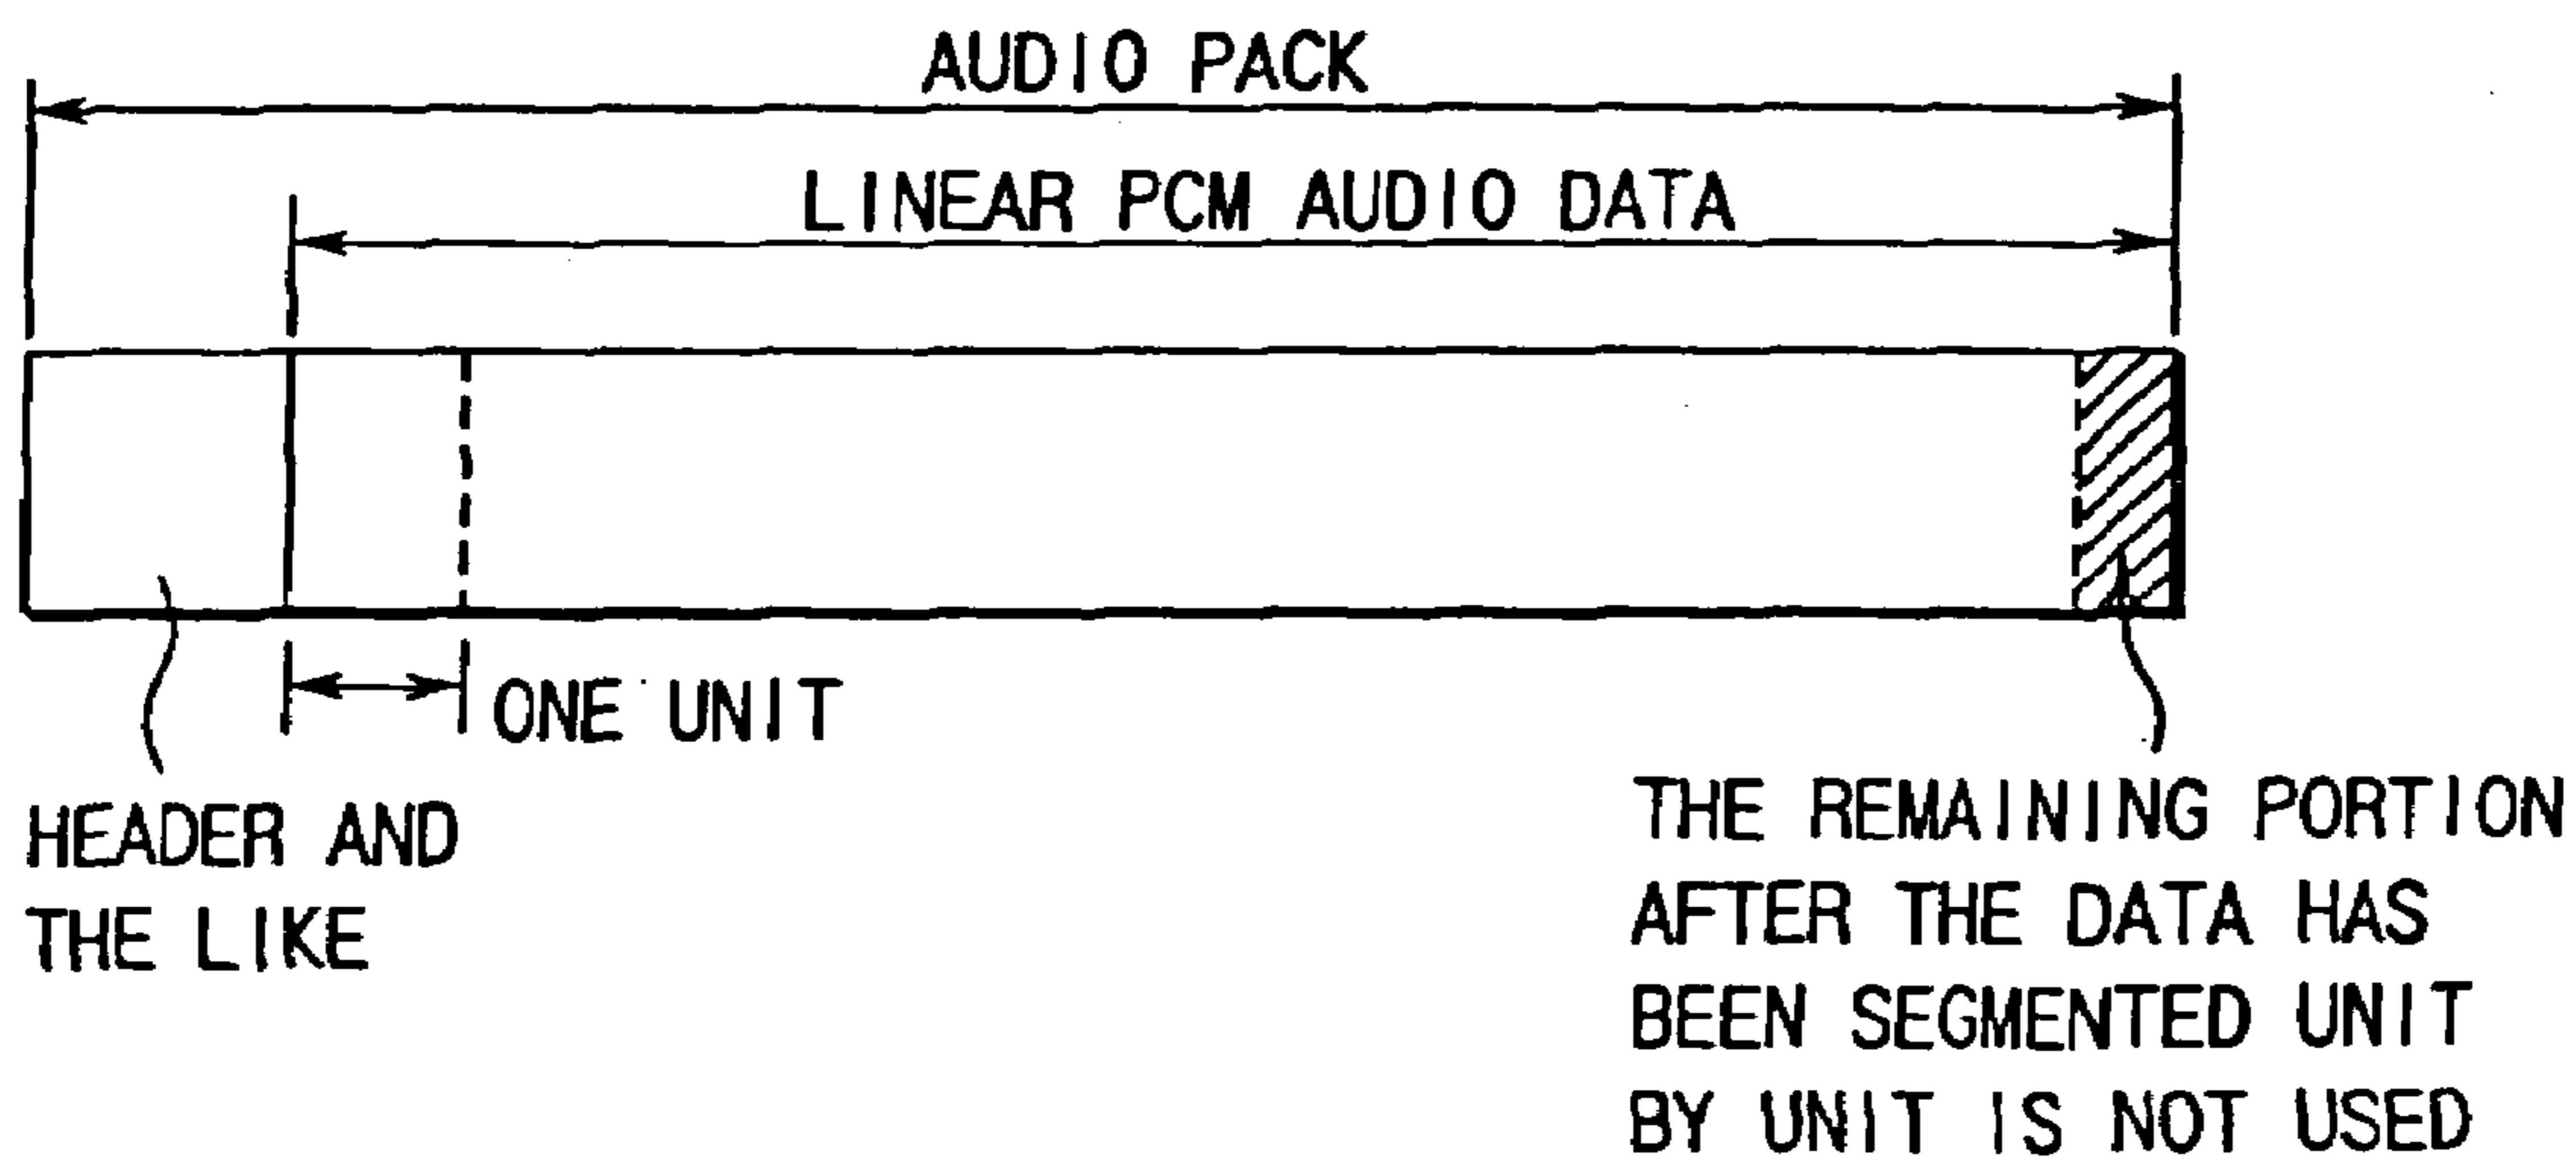 AUDIO PACK
LINEAR PCM AUDIO DATA
ONE UNIT
HEADER AND
THE LIKE
THE REMAINING PORTION
AFTER THE DATA HAS
BEEN SEGMENTED UNIT
BY UNIT IS NOT USED